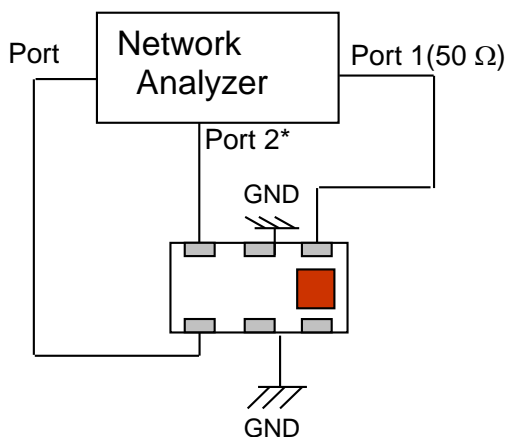 Port
Network
Analyzer
Port 1(50 Ω)
Port 2*
GND
GND